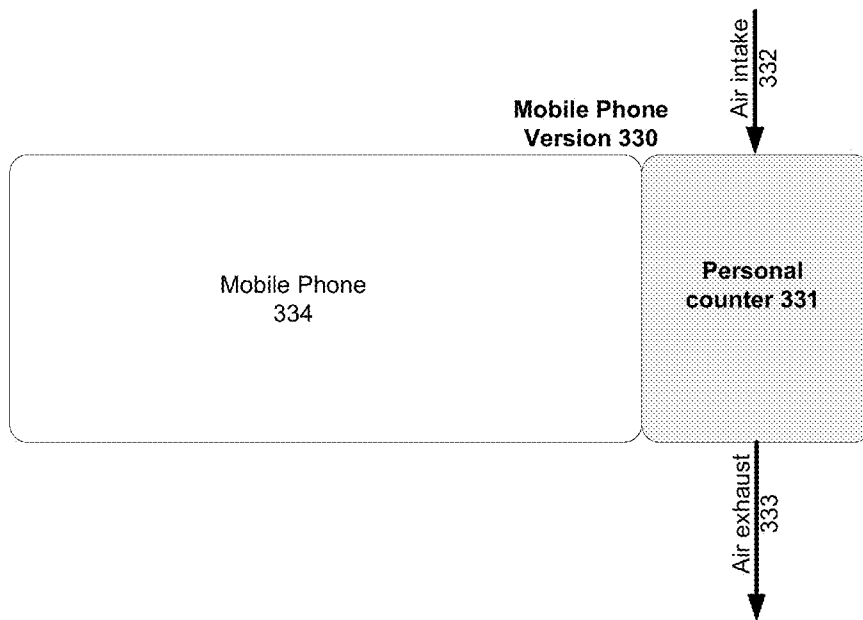 Air intake
332
Mobile Phone
Version 330
Mobile Phone
334
Personal
counter 331
Air exhaust
333